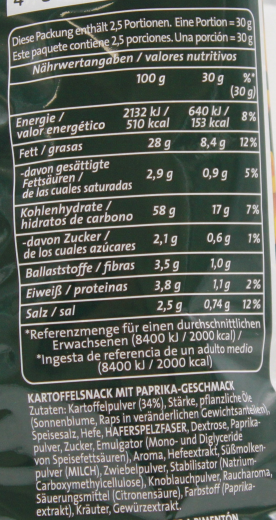 Diese Packung enthält 2,5 Portionen. Eine Portion = 30 g
Este paquete contiene 2,5 porciones. Una porción = 30 g
Nährwertangaben / valores nutritivos
100 g 30 g %*
(30 g)
Energie / 2132 kJ / 640 kJ / 8%
valor energético 510 kcal 153 kcal
Fett / grasas 28 g 8,4 g 12%
-davon gesättigte
Fettsäuren / 2,9 g 0,9 g 5%
de las cuales saturadas
Kohlenhydrate / 58 g 17 g 7%
hidratos de carbono
-davon Zucker / 2,1 g 0,6 g 1%
de los cuales azúcares
Ballaststoffe / fibras 3,5 g 1,0 g
Eiweiß / proteinas 3,8 g 1,1 g 2%
Salz / sal 2,5 g 0,74 g 12%
*Referenzmenge für einen durchschnittlichen
Erwachsenen (8400 kJ / 2000 kcal) /
*Ingesta de referencia de un adulto medio
(8400 kJ / 2000 kcal)
KARTOFFELSNACK MIT PAPRIKA-GESCHMACK
Zutaten: Kartoffelpulver (34%), Stärke, pflanzliche Öle
(Sonnenblume, Raps in veränderlichen Gewichtsanteilen),
Speisesalz, Hefe, HAFERSPELZFASER, Dextrose, Paprika-
pulver, Zucker, Emulgator (Mono- und Diglyceride
von Speisefettsäuren), Aroma, Hefeextrakt, Süßmolken-
pulver (MILCH), Zwiebelpulver, Stabilisator (Natrium-
Carboxymethylcellulose), Knoblauchpulver, Raucharoma,
Säuerungsmittel (Citronensäure), Farbstoff (Paprika-
extrakt), Kräuter, Gewürzextrakt.